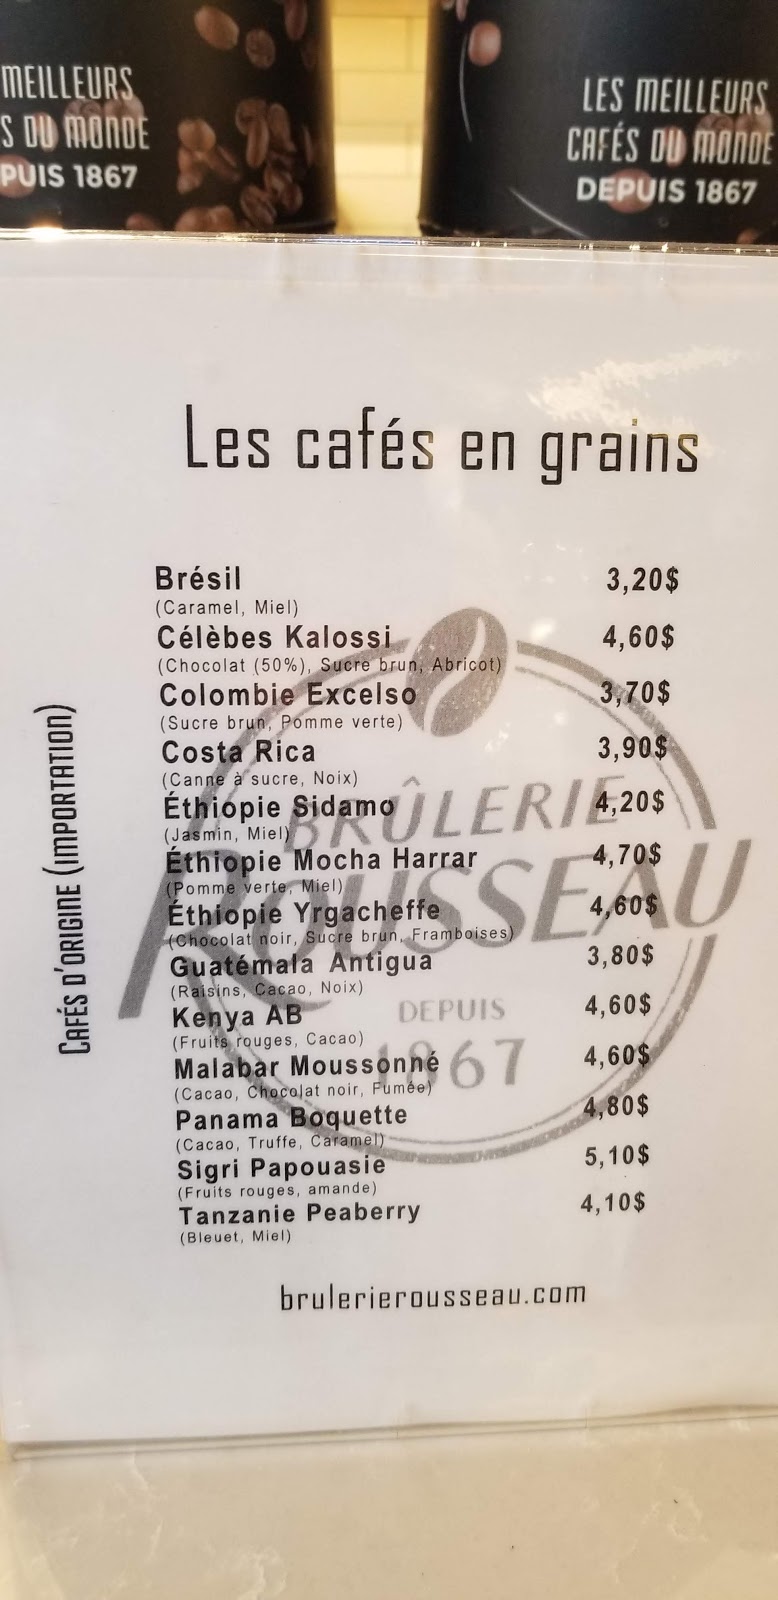 MEILLEURS
S DU MONDE
PUIS 1867
LES MEILLEURS
CAFÉS DU MONDE
DEPUIS 1867
Les cafés en grains
CAFÉS D'ORIGINE (IMPORTATION)
Brésil 3,20$
(Caramel, Miel)
Célèbes Kalossi 4,60$
(Chocolat (50%), Sucre brun, Abricot)
Colombie Excelso 3,70$
(Sucre brun, Pomme verte)
Costa Rica 3,90$
(Canne à sucre, Noix)
Éthiopie Sidamo 4,20$
(Jasmin, Miel)
Éthiopie Mocha Harrar 4,70$
(Pomme verte, Miel)
Éthiopie Yrgacheffe 4,60$
(Chocolat noir, Sucre brun, Framboises)
Guatémala Antigua 3,80$
(Raisins, Cacao, Noix)
Kenya AB 4,60$
(Fruits rouges, Cacao)
Malabar Moussonné 4,60$
(Cacao, Chocolat noir, Fumée)
Panama Boquette 4,80$
(Cacao, Truffe, Caramel)
Sigri Papouasie 5,10$
(Fruits rouges, amande)
Tanzanie Peaberry 4,10$
(Bleuet, Miel)
BRÛLERIE
ROUSSEAU
DEPUIS
1867
brulerierousseau.com